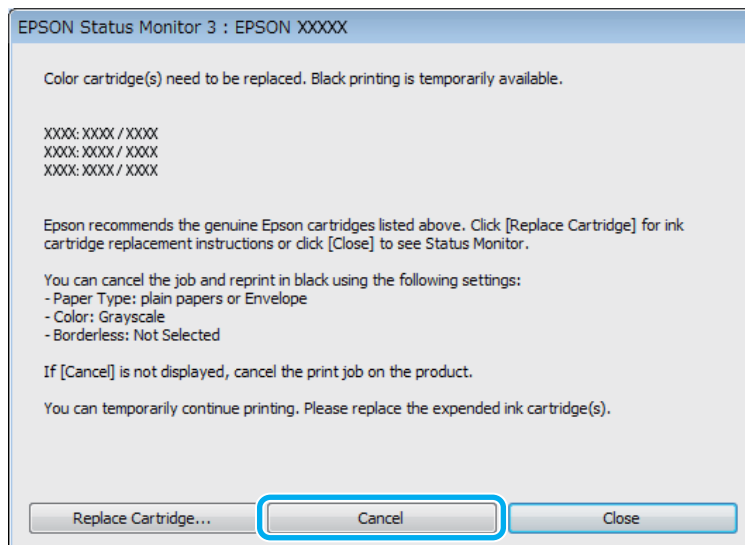 EPSON Status Monitor 3 : EPSON XXXXX
Color cartridge(s) need to be replaced. Black printing is temporarily available.
XXXX: XXXX / XXXX
XXXX: XXXX / XXXX
XXXX: XXXX / XXXX
Epson recommends the genuine Epson cartridges listed above. Click [Replace Cartridge] for ink
cartridge replacement instructions or click [Close] to see Status Monitor.
You can cancel the job and reprint in black using the following settings:
- Paper Type: plain papers or Envelope
- Color: Grayscale
- Borderless: Not Selected
If [Cancel] is not displayed, cancel the print job on the product.
You can temporarily continue printing. Please replace the expended ink cartridge(s).
Replace Cartridge... Cancel Close